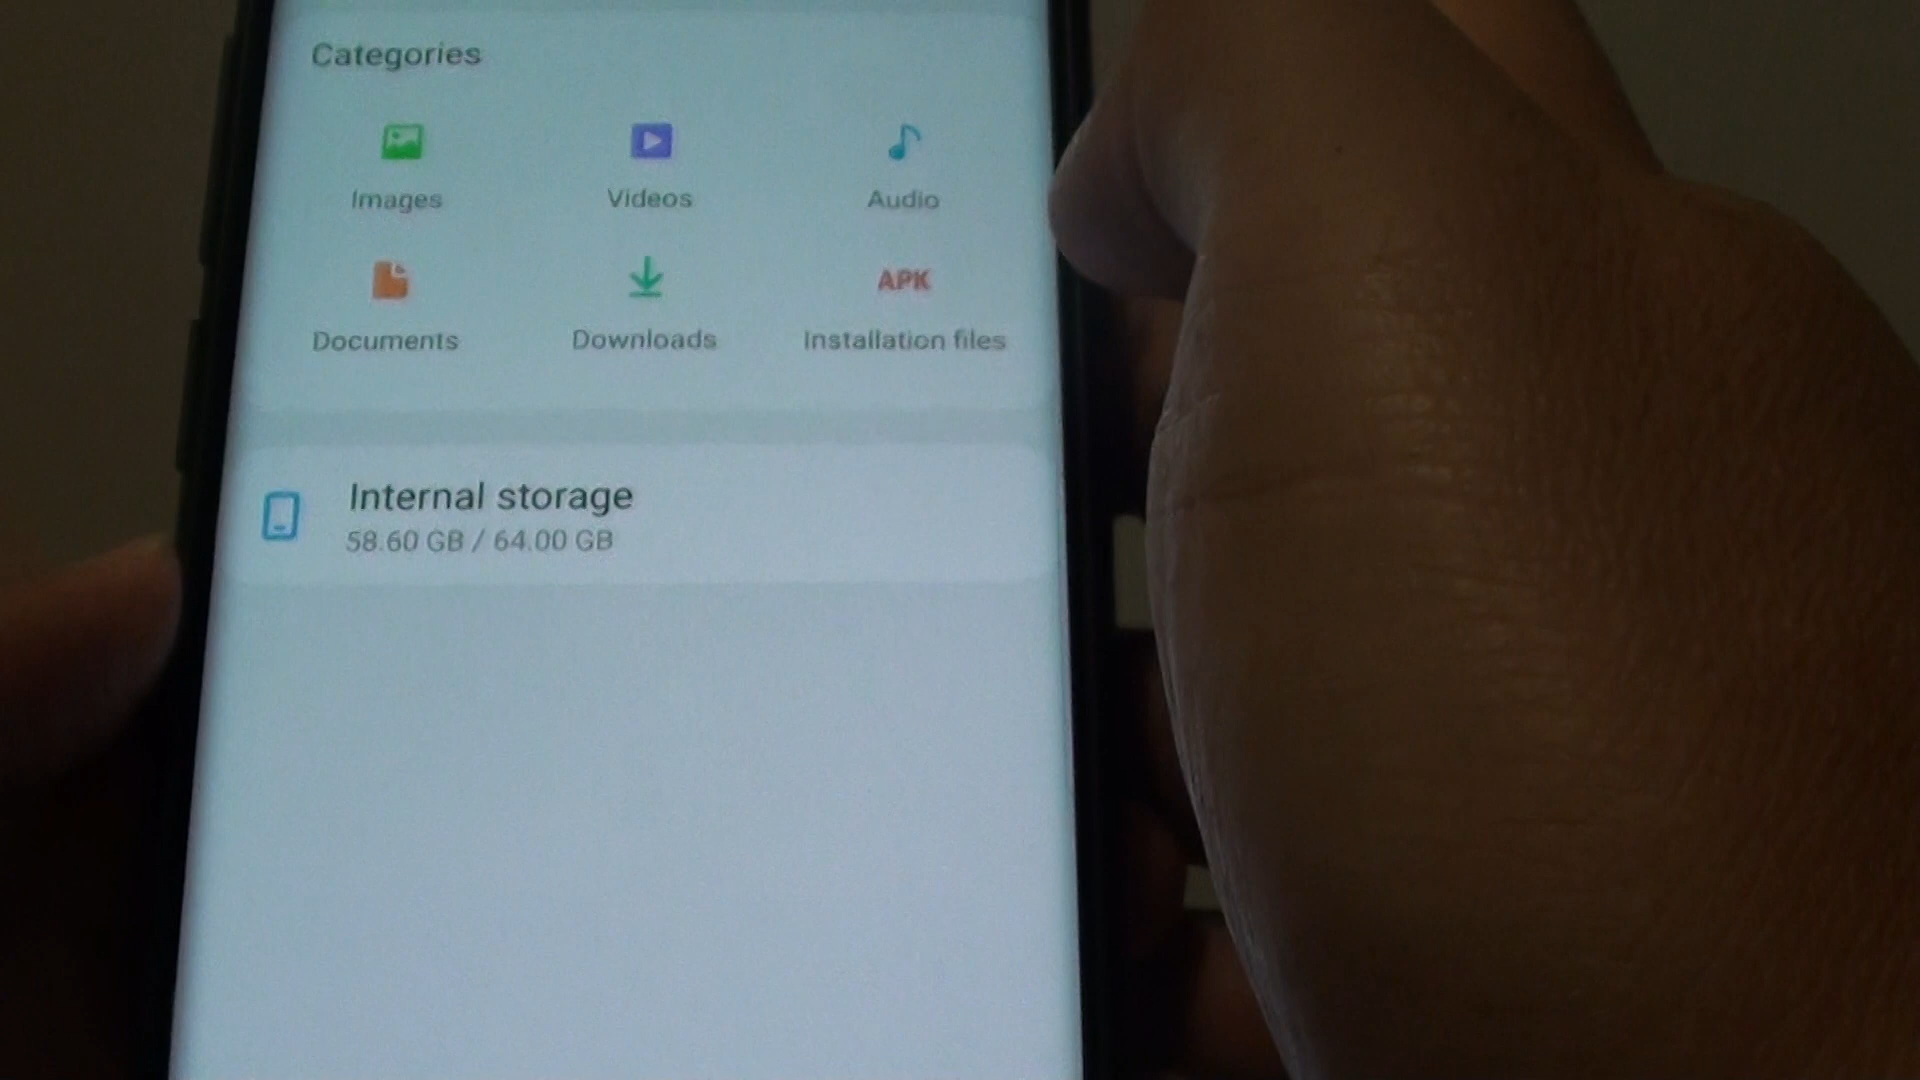 Categories
Images
Videos
Audio
APK
Documents
Downloads
Installation files
Internal storage
58.60 GB / 64.00 GB